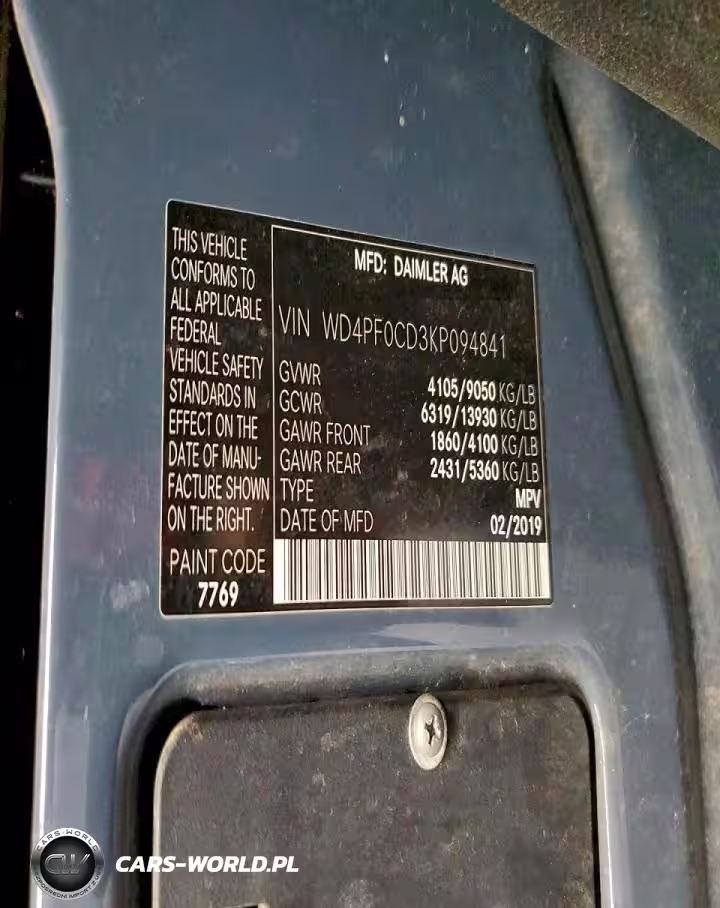 THIS VEHICLE
CONFORMS TO
ALL APPLICABLE
FEDERAL
VEHICLE SAFETY
STANDARDS IN
EFFECT ON THE
DATE OF MANU-
FACTURE SHOWN
ON THE RIGHT.
PAINT CODE
7769
MFD: DAIMLER AG
VIN WD4PF0CD3KP094841
GVWR 4105/9050 KG/LB
GCWR 6319/13930 KG/LB
GAWR FRONT 1860/4100 KG/LB
GAWR REAR 2431/5360 KG/LB
TYPE MPV
DATE OF MFD 02/2019
CARS-WORLD
CW
CARS-WORLD.PL